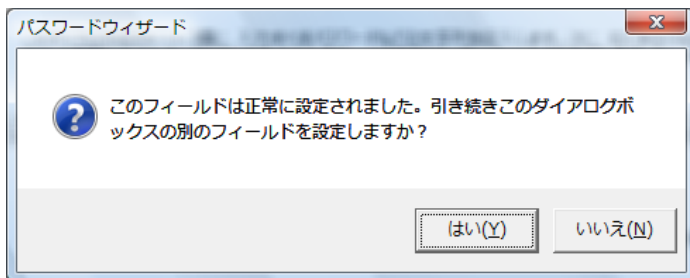 パスワードウィザード
このフィールドは正常に設定されました。引き続きこのダイアログボ
ックスの別のフィールドを設定しますか？
はい(Y)
いいえ(N)